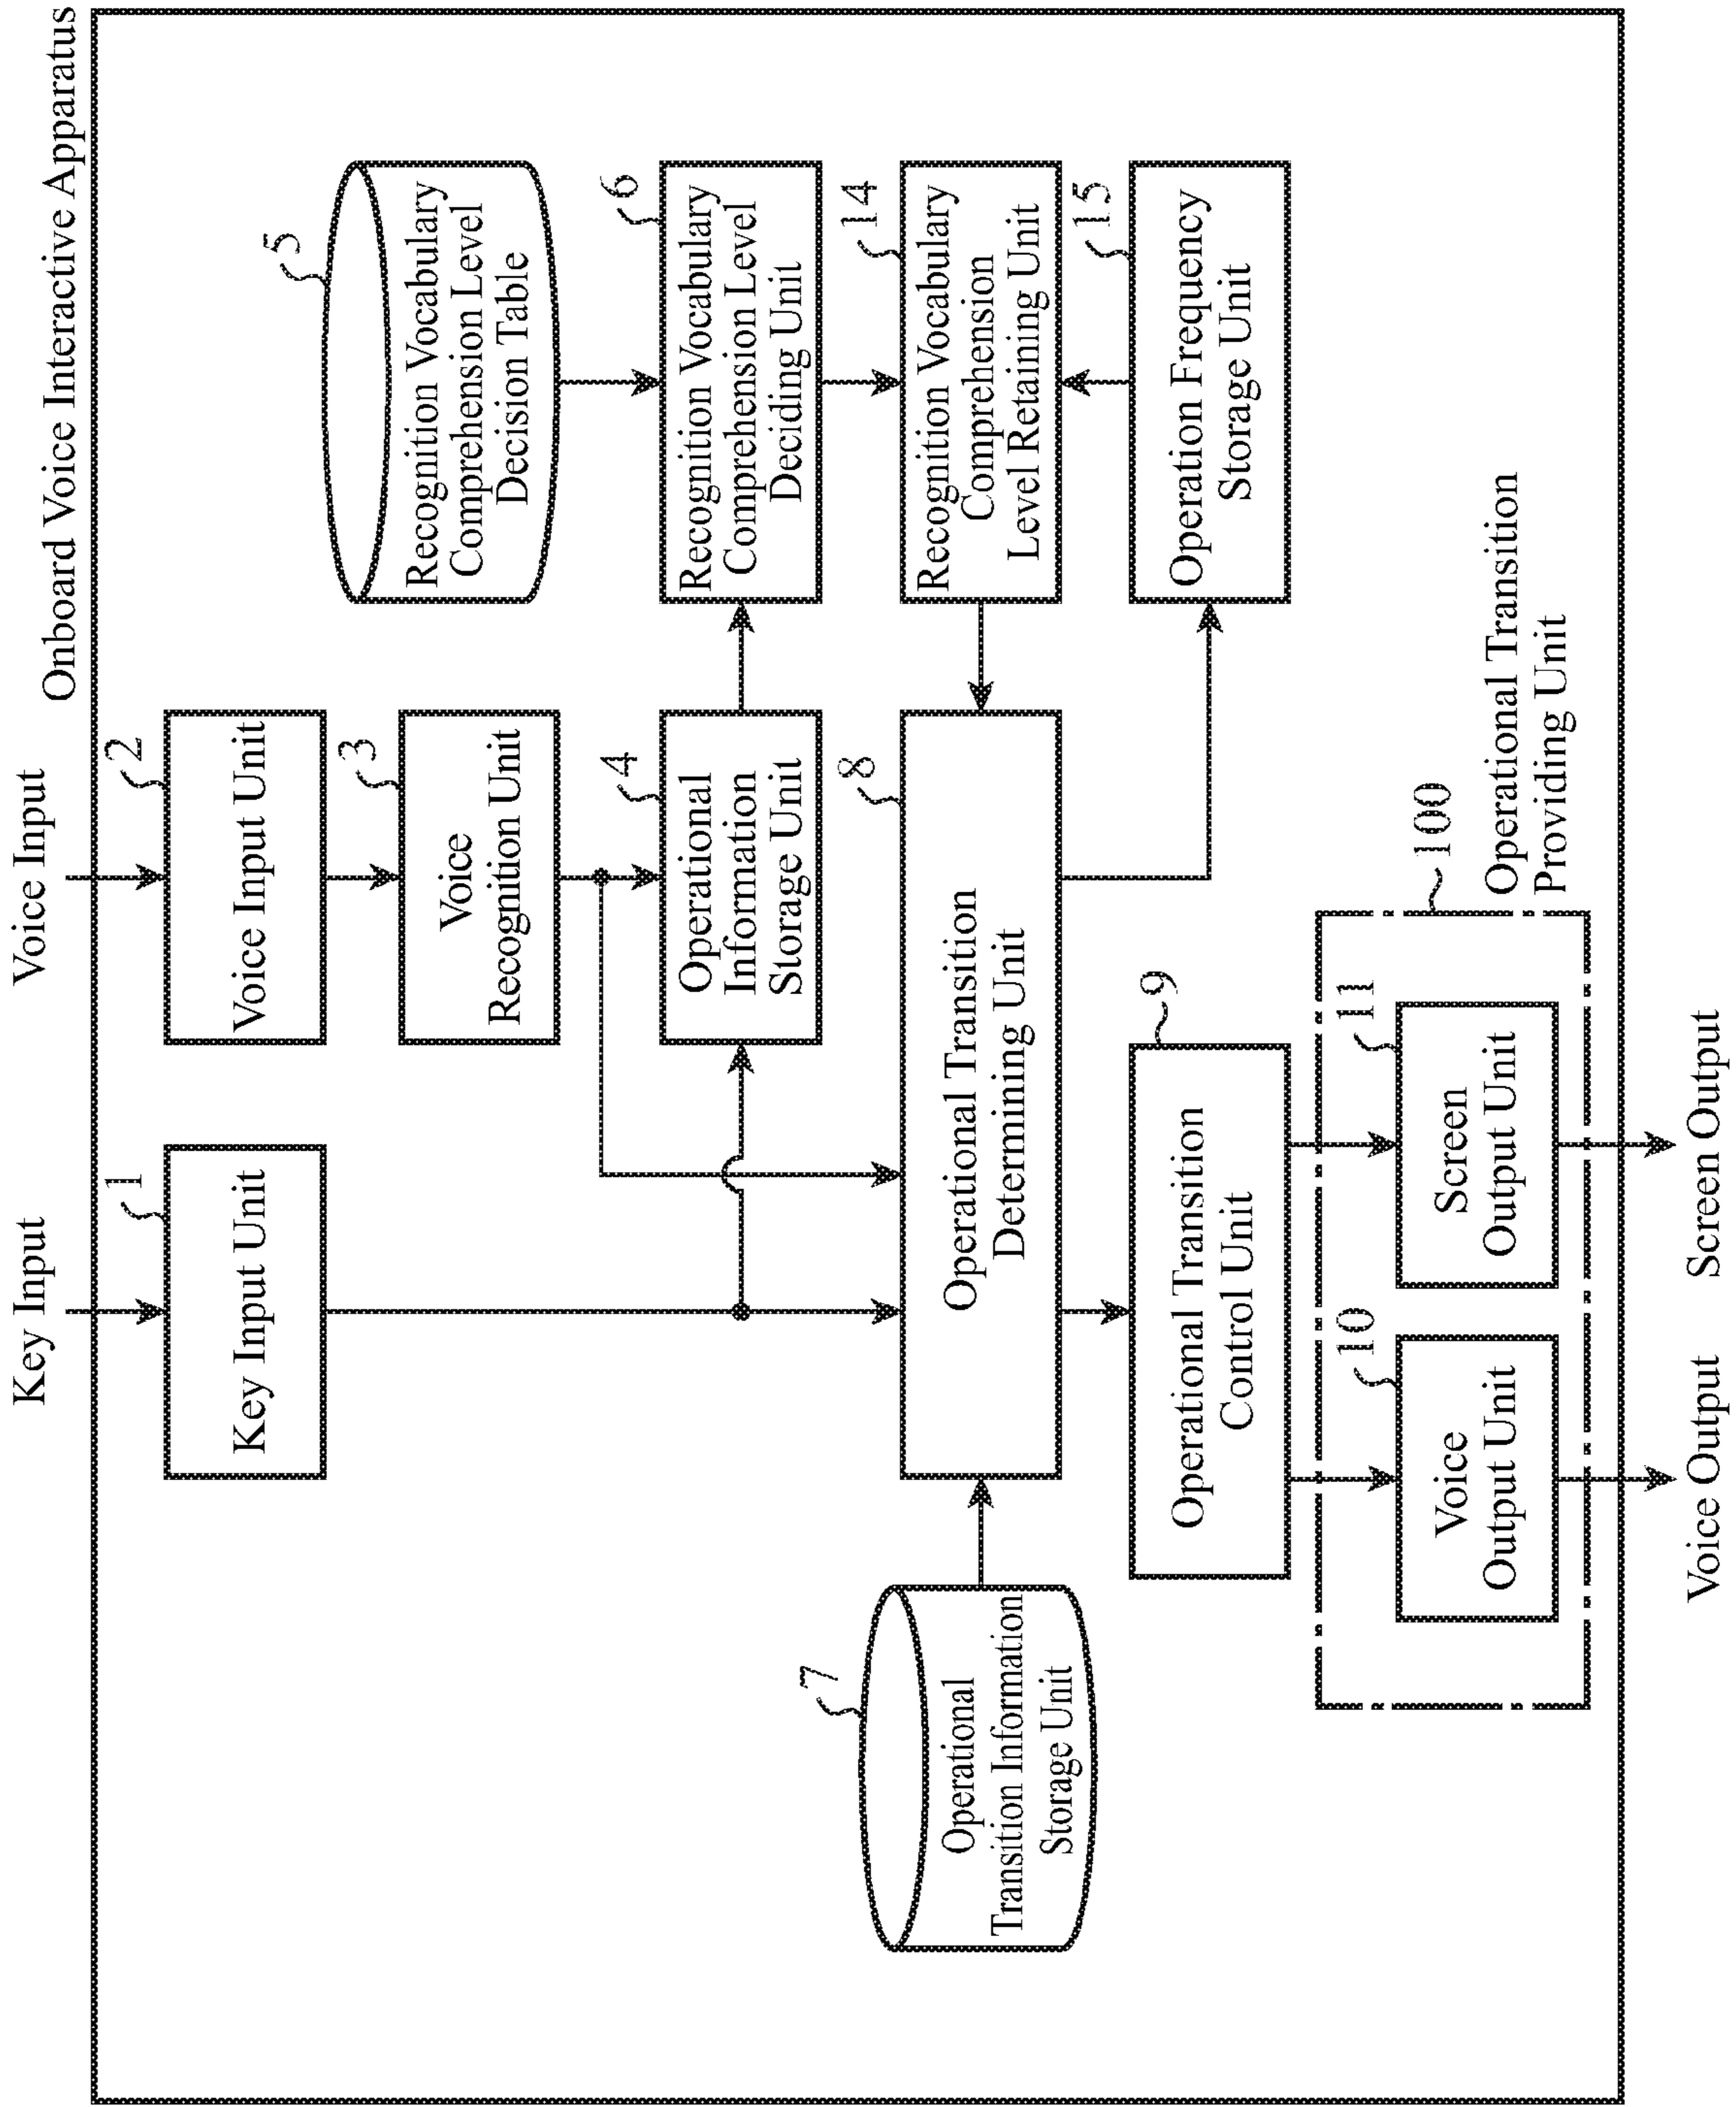 Onboard Voice Interactive Apparatus
Key Input
Voice Input
1
Key Input Unit
2
Voice Input Unit
3
Voice
Recognition Unit
4
Operational
Information
Storage Unit
5
Recognition Vocabulary
Comprehension Level
Decision Table
6
Recognition Vocabulary
Comprehension Level
Deciding Unit
7
Operational
Transition Information
Storage Unit
8
Operational Transition
Determining Unit
14
Recognition Vocabulary
Comprehension
Level Retaining Unit
9
Operational Transition
Control Unit
15
Operation Frequency
Storage Unit
10
Voice
Output Unit
11
Screen
Output Unit
100
Operational Transition
Providing Unit
Voice Output
Screen Output